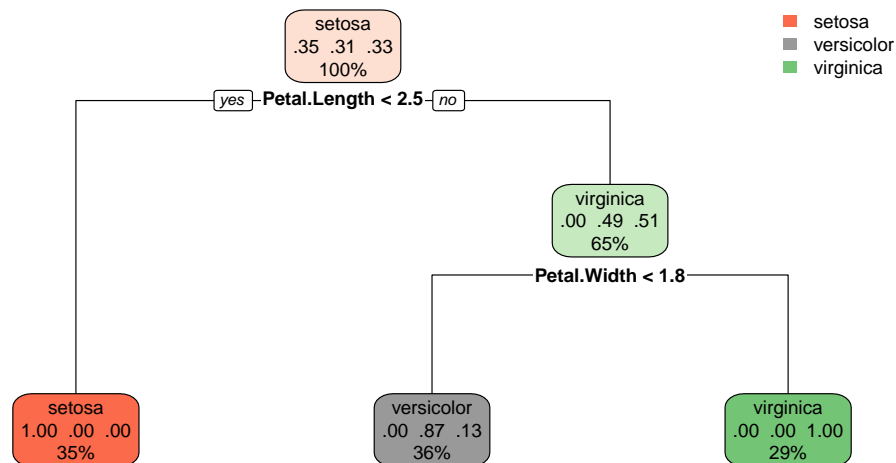 setosa
.35 .31 .33
100%
setosa
versicolor
virginica
yes Petal.Length < 2.5 no
virginica
.00 .49 .51
65%
Petal.Width < 1.8
setosa
1.00 .00 .00
35%
versicolor
.00 .87 .13
36%
virginica
.00 .00 1.00
29%